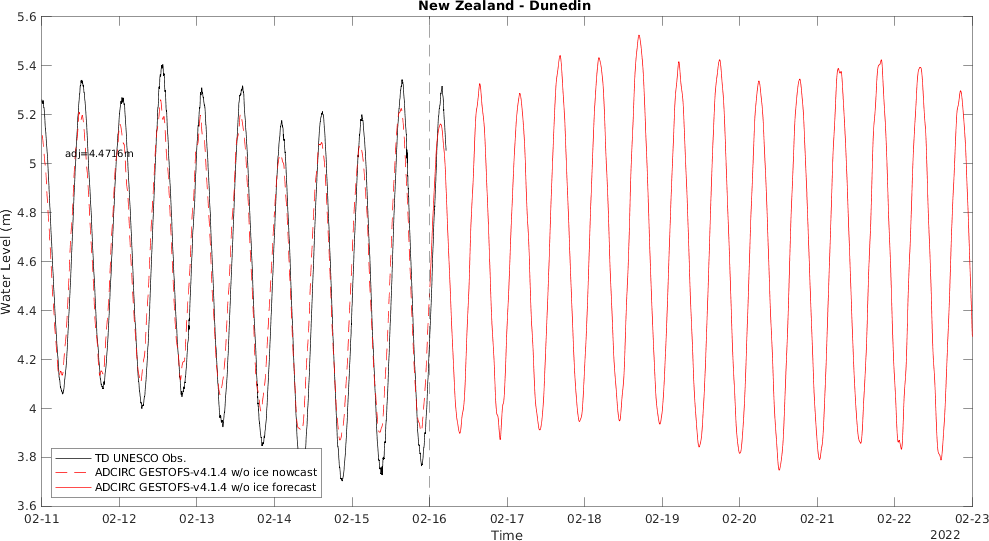 New Zealand - Dunedin
5.6
5.4
5.2
5
4.8
4.6
4.4
4.2
4
3.8
3.6
Water Level (m)
adj=4.4716m
TD UNESCO Obs.
ADCIRC GESTOFS-v4.1.4 w/o ice nowcast
ADCIRC GESTOFS-v4.1.4 w/o ice forecast
02-11 02-12 02-13 02-14 02-15 02-16 02-17 02-18 02-19 02-20 02-21 02-22 02-23
Time
2022